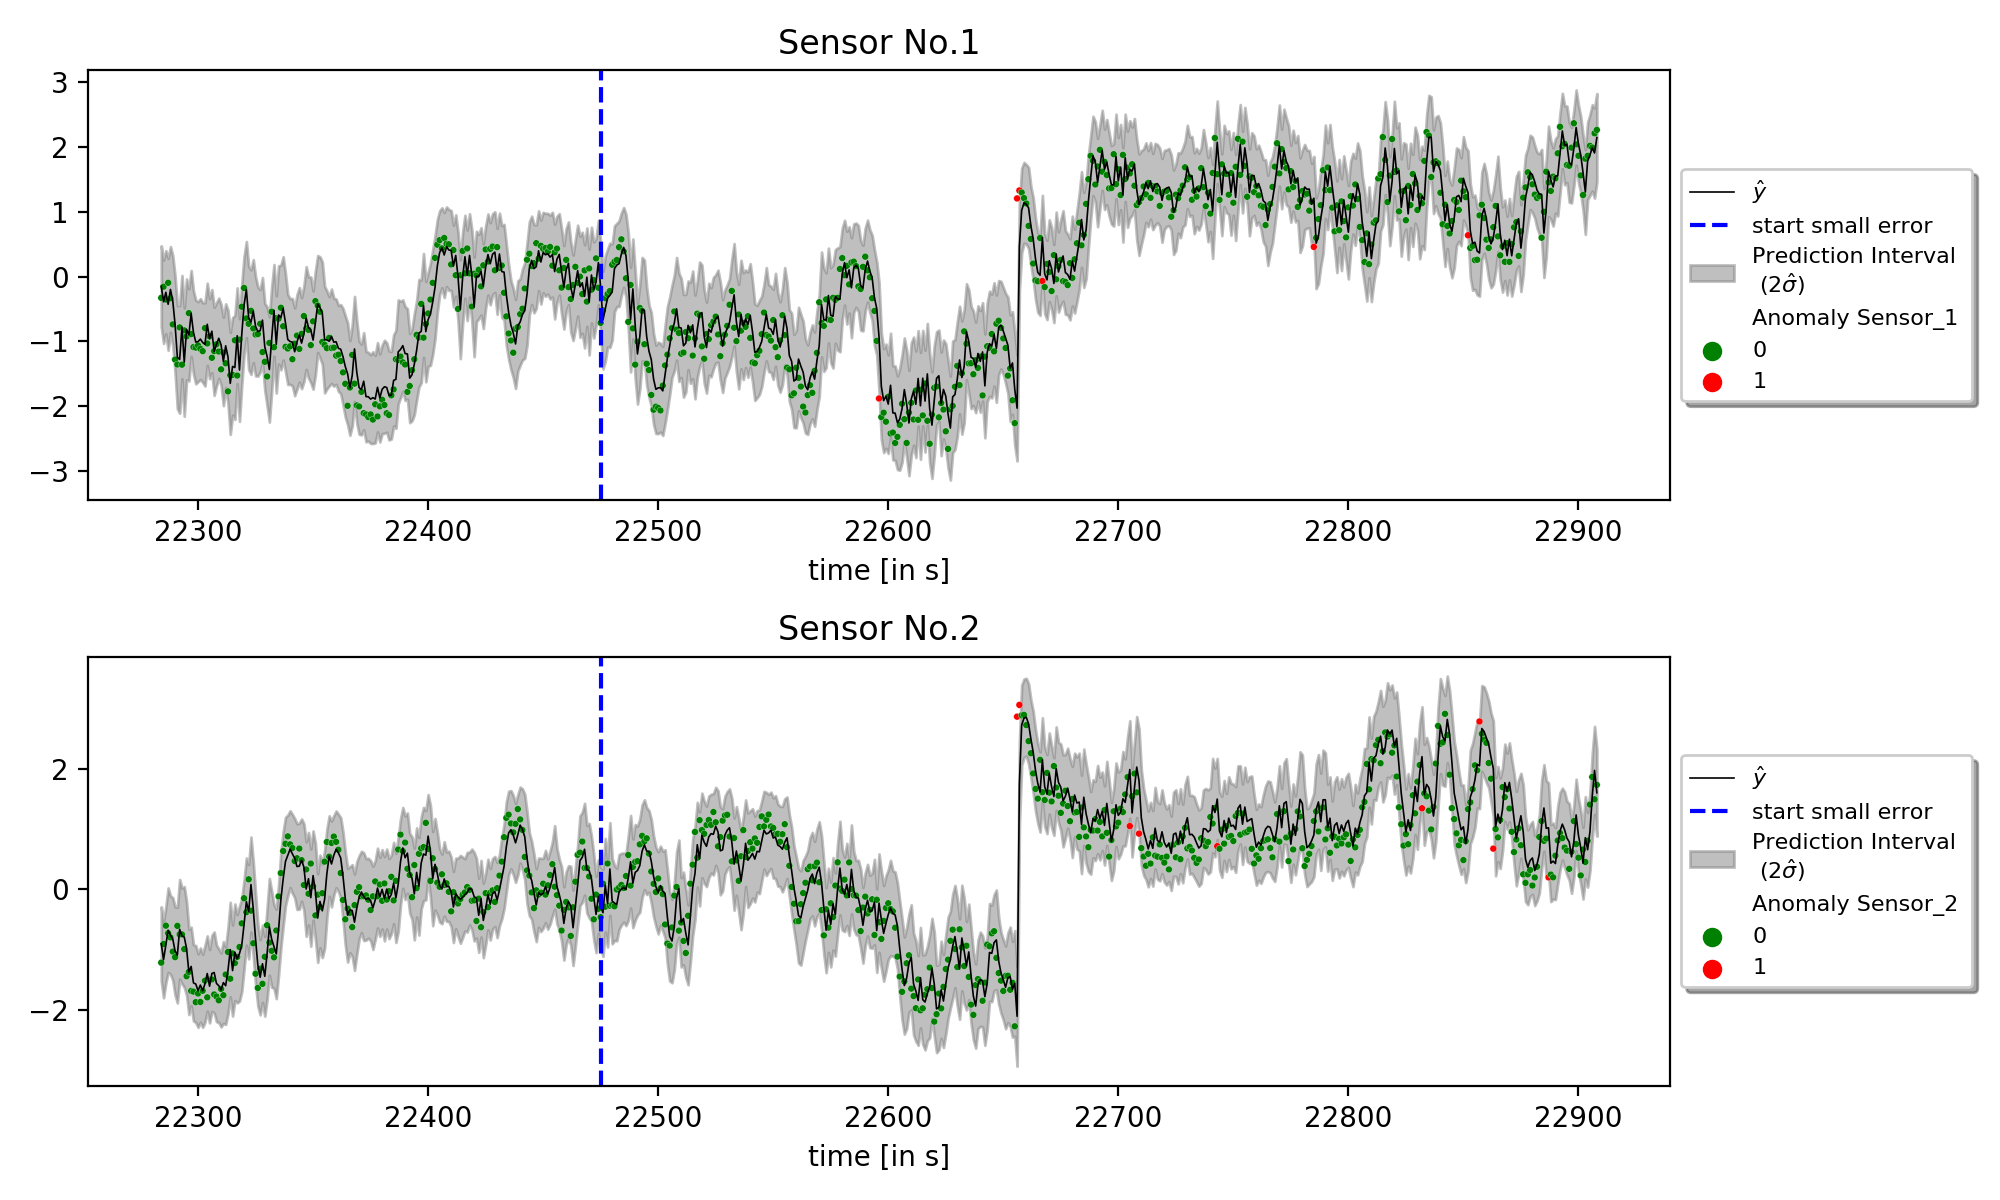 Sensor No.1
3
2
1
0
−1
−2
−3
22300 22400 22500 22600 22700 22800 22900
time [in s]
ŷ
start small error
Prediction Interval
(2σ̂)
Anomaly Sensor_1
0
1
Sensor No.2
2
0
−2
22300 22400 22500 22600 22700 22800 22900
time [in s]
ŷ
start small error
Prediction Interval
(2σ̂)
Anomaly Sensor_2
0
1